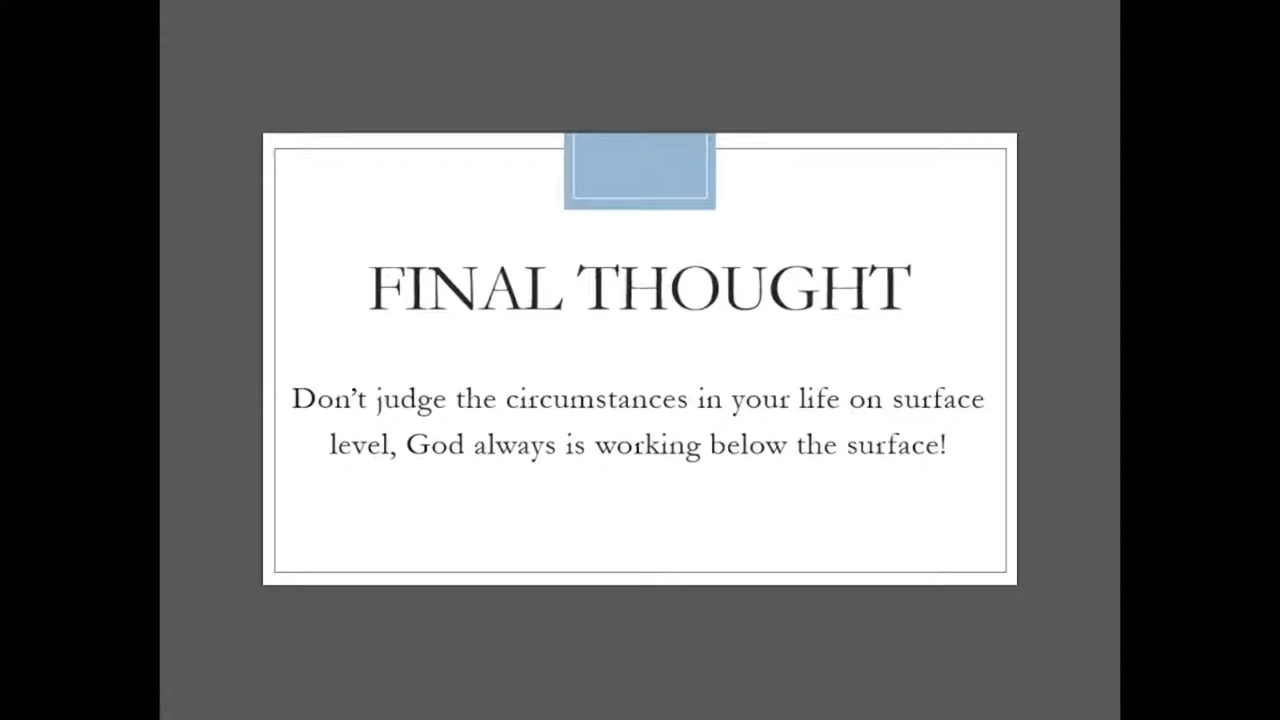 FINAL THOUGHT
Don’t judge the circumstances in your life on surface
level, God always is working below the surface!